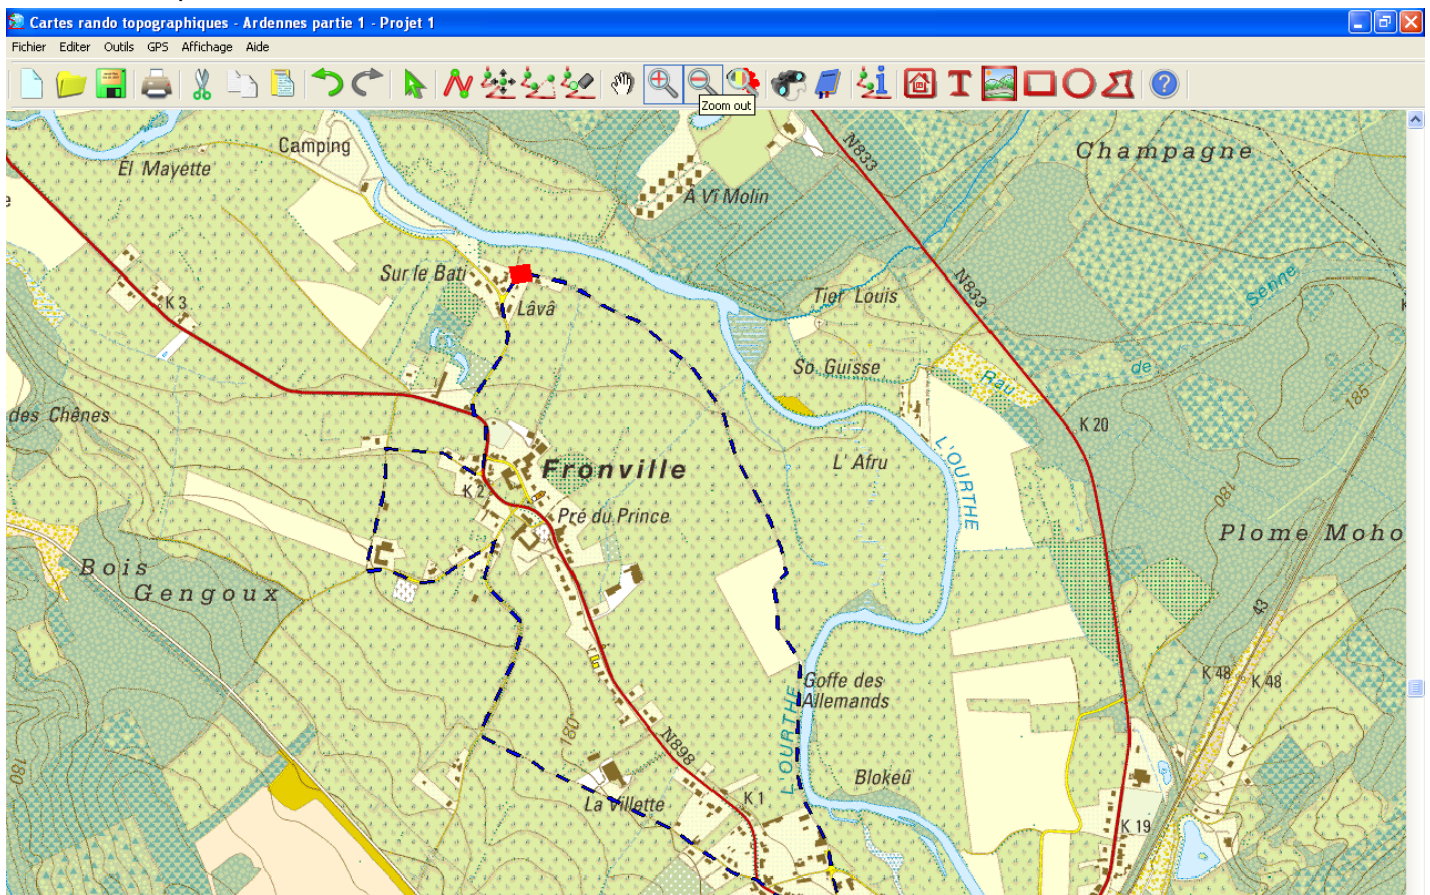 Cartes rando topographiques - Ardennes partie 1 - Projet 1
Fichier Editer Outils GPS Affichage Aide
Zoom out
Camping
El Mayette
N833
Champagne
A Vî Molin
Sur le Bati
Lâvâ
K 3
N833
Tier Louis
Senne
de
Rau
So Guisse
185
des Chênes
K 20
L'OURTHE
L' Afru
Fronville
K 2
180
Pré du Prince
Plome Moho
Bois
Gengoux
43
K 48
K 48
Goffe des
Allemands
L'OURTHE
180
N898
180
Blokeû
La Villette
K 1
K 19